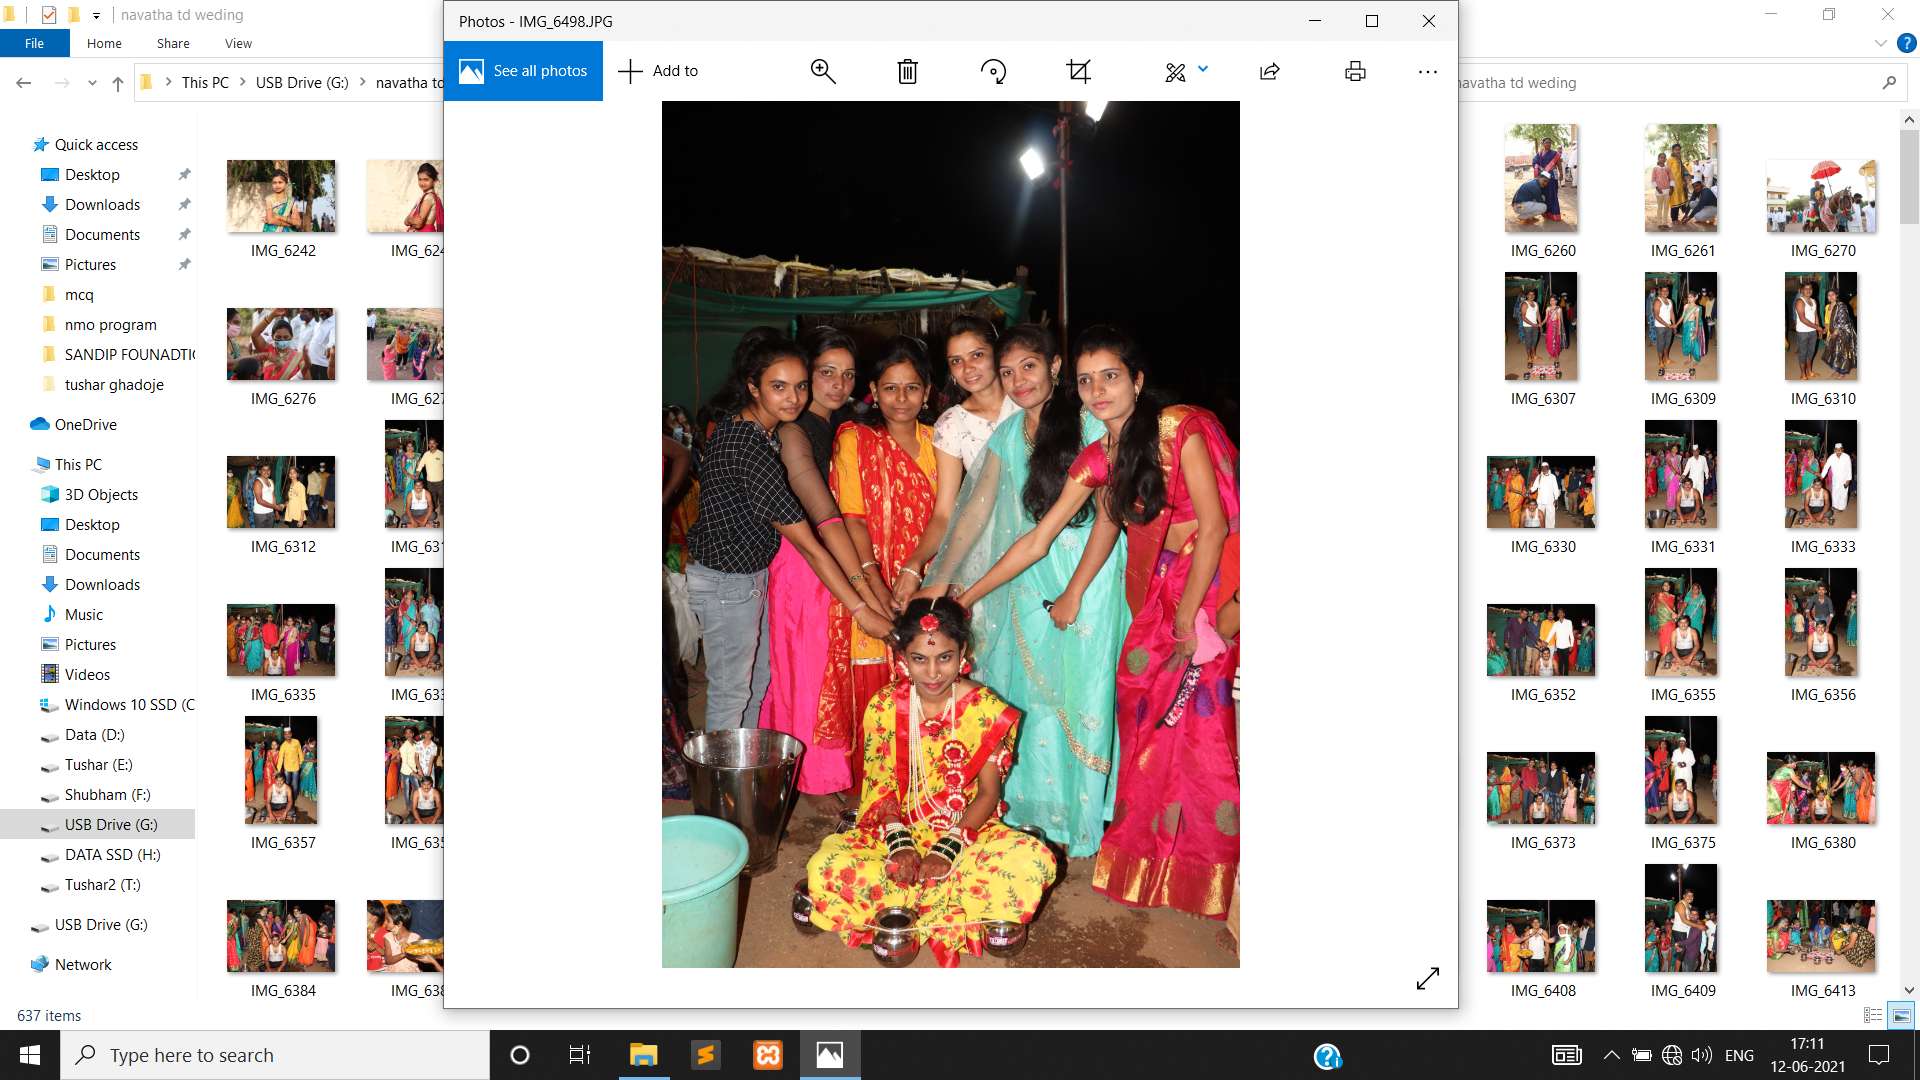 navatha td weding
File
Home
Share
View
This PC
USB Drive (G:)
navatha td
navatha td weding
Photos - IMG_6498.JPG
See all photos
Add to
Quick access
Desktop
Downloads
Documents
Pictures
mcq
nmo program
SANDIP FOUNADTI
tushar ghadoje
OneDrive
This PC
3D Objects
Desktop
Documents
Downloads
Music
Pictures
Videos
Windows 10 SSD (C
Data (D:)
Tushar (E:)
Shubham (F:)
USB Drive (G:)
DATA SSD (H:)
Tushar2 (T:)
USB Drive (G:)
Network
IMG_6242
IMG_624
IMG_6260
IMG_6261
IMG_6270
IMG_6276
IMG_627
IMG_6307
IMG_6309
IMG_6310
IMG_6312
IMG_631
IMG_6330
IMG_6331
IMG_6333
IMG_6335
IMG_633
IMG_6352
IMG_6355
IMG_6356
IMG_6357
IMG_635
IMG_6373
IMG_6375
IMG_6380
IMG_6384
IMG_638
IMG_6408
IMG_6409
IMG_6413
637 items
Type here to search
ENG
17:11
12-06-2021